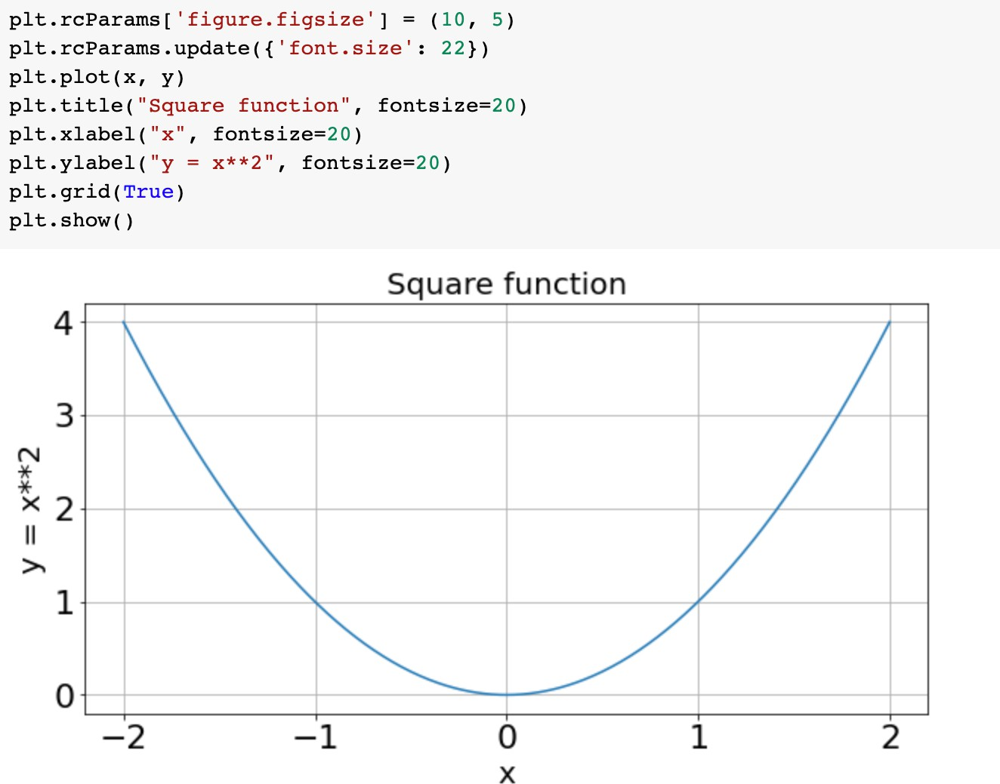 plt.rcParams['figure.figsize'] = (10, 5)
plt.rcParams.update({'font.size': 22})
plt.plot(x, y)
plt.title("Square function", fontsize=20)
plt.xlabel("x", fontsize=20)
plt.ylabel("y = x**2", fontsize=20)
plt.grid(True)
plt.show()
Square function
y = x**2
4
3
2
1
0
−2 −1 0 1 2
x